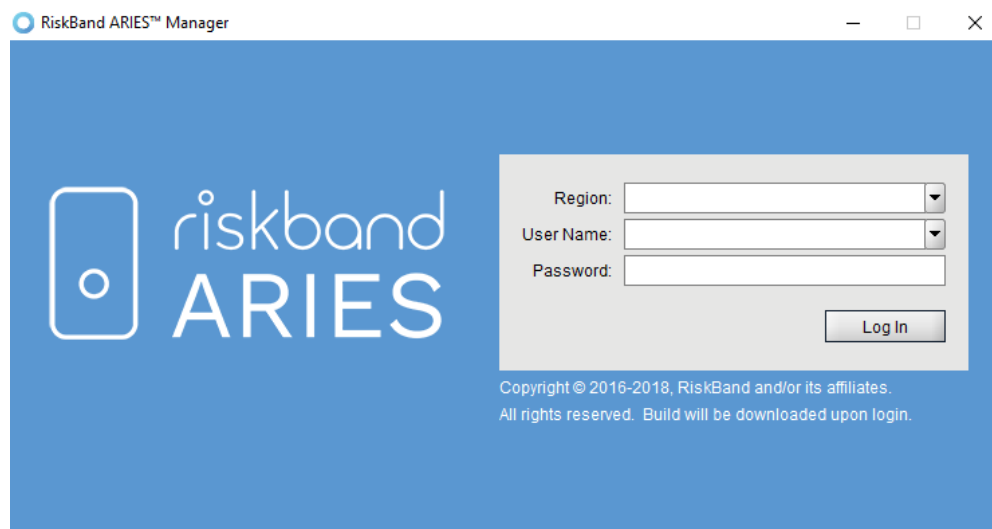 RiskBand ARIES™ Manager
riskband
ARIES
Region:
User Name:
Password:
Log In
Copyright © 2016-2018, RiskBand and/or its affiliates.
All rights reserved.  Build will be downloaded upon login.